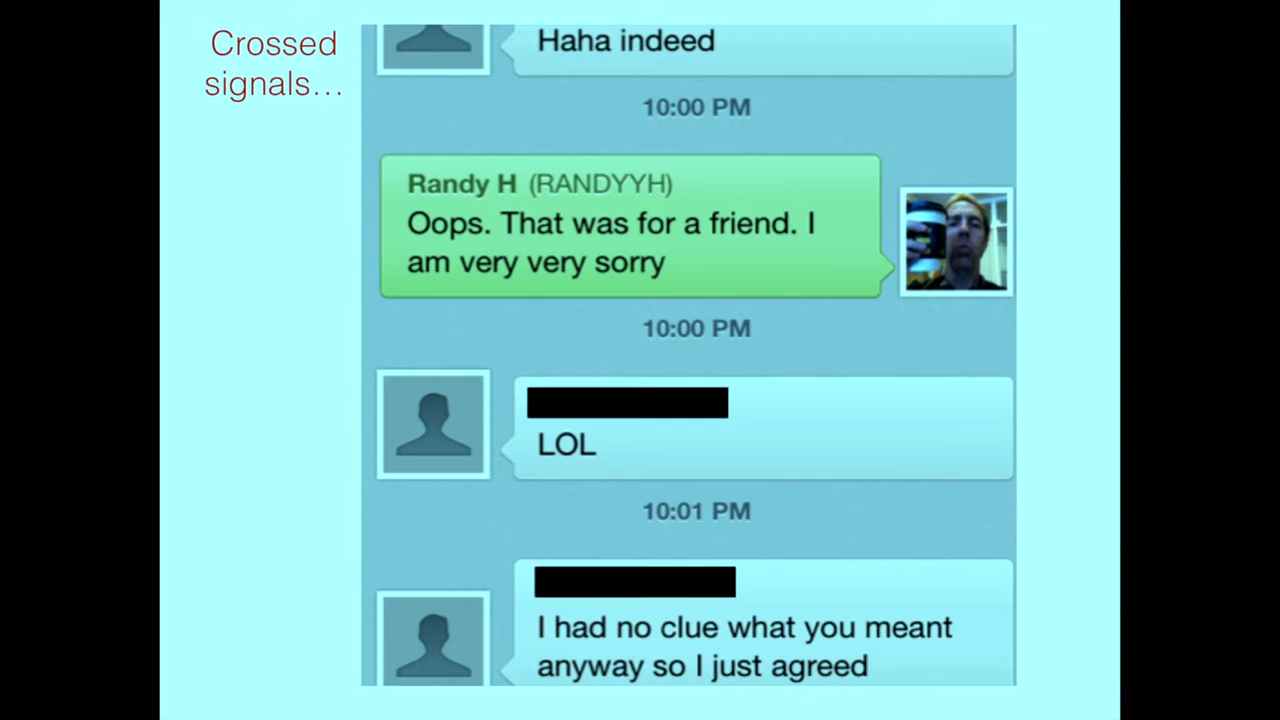 Crossed
signals…
Haha indeed
10:00 PM
Randy H (RANDYYH)
Oops. That was for a friend. I
am very very sorry
10:00 PM
LOL
10:01 PM
I had no clue what you meant
anyway so I just agreed